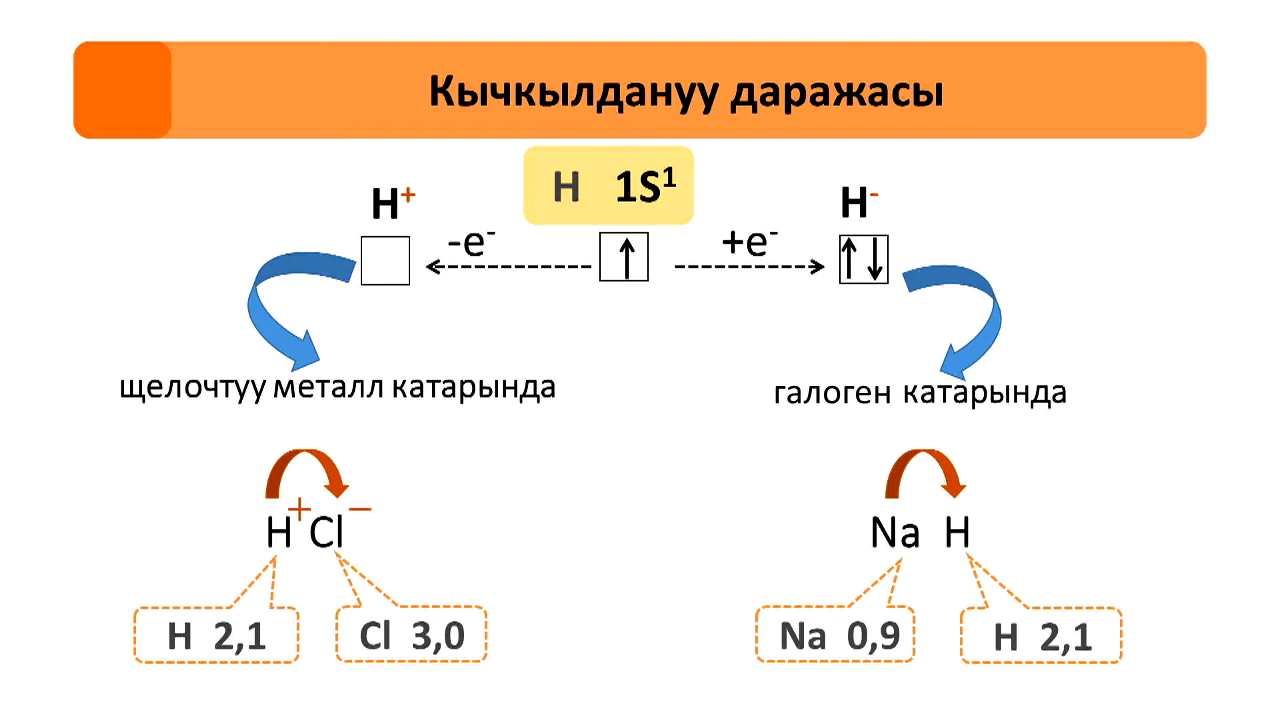 Кычкылдануу даражасы
H 1S¹
H⁺ H⁻
-e⁻ +e⁻
щелочтуу металл катарында
галоген катарында
H⁺Cl⁻
Na H
H 2,1
Cl 3,0
Na 0,9
H 2,1